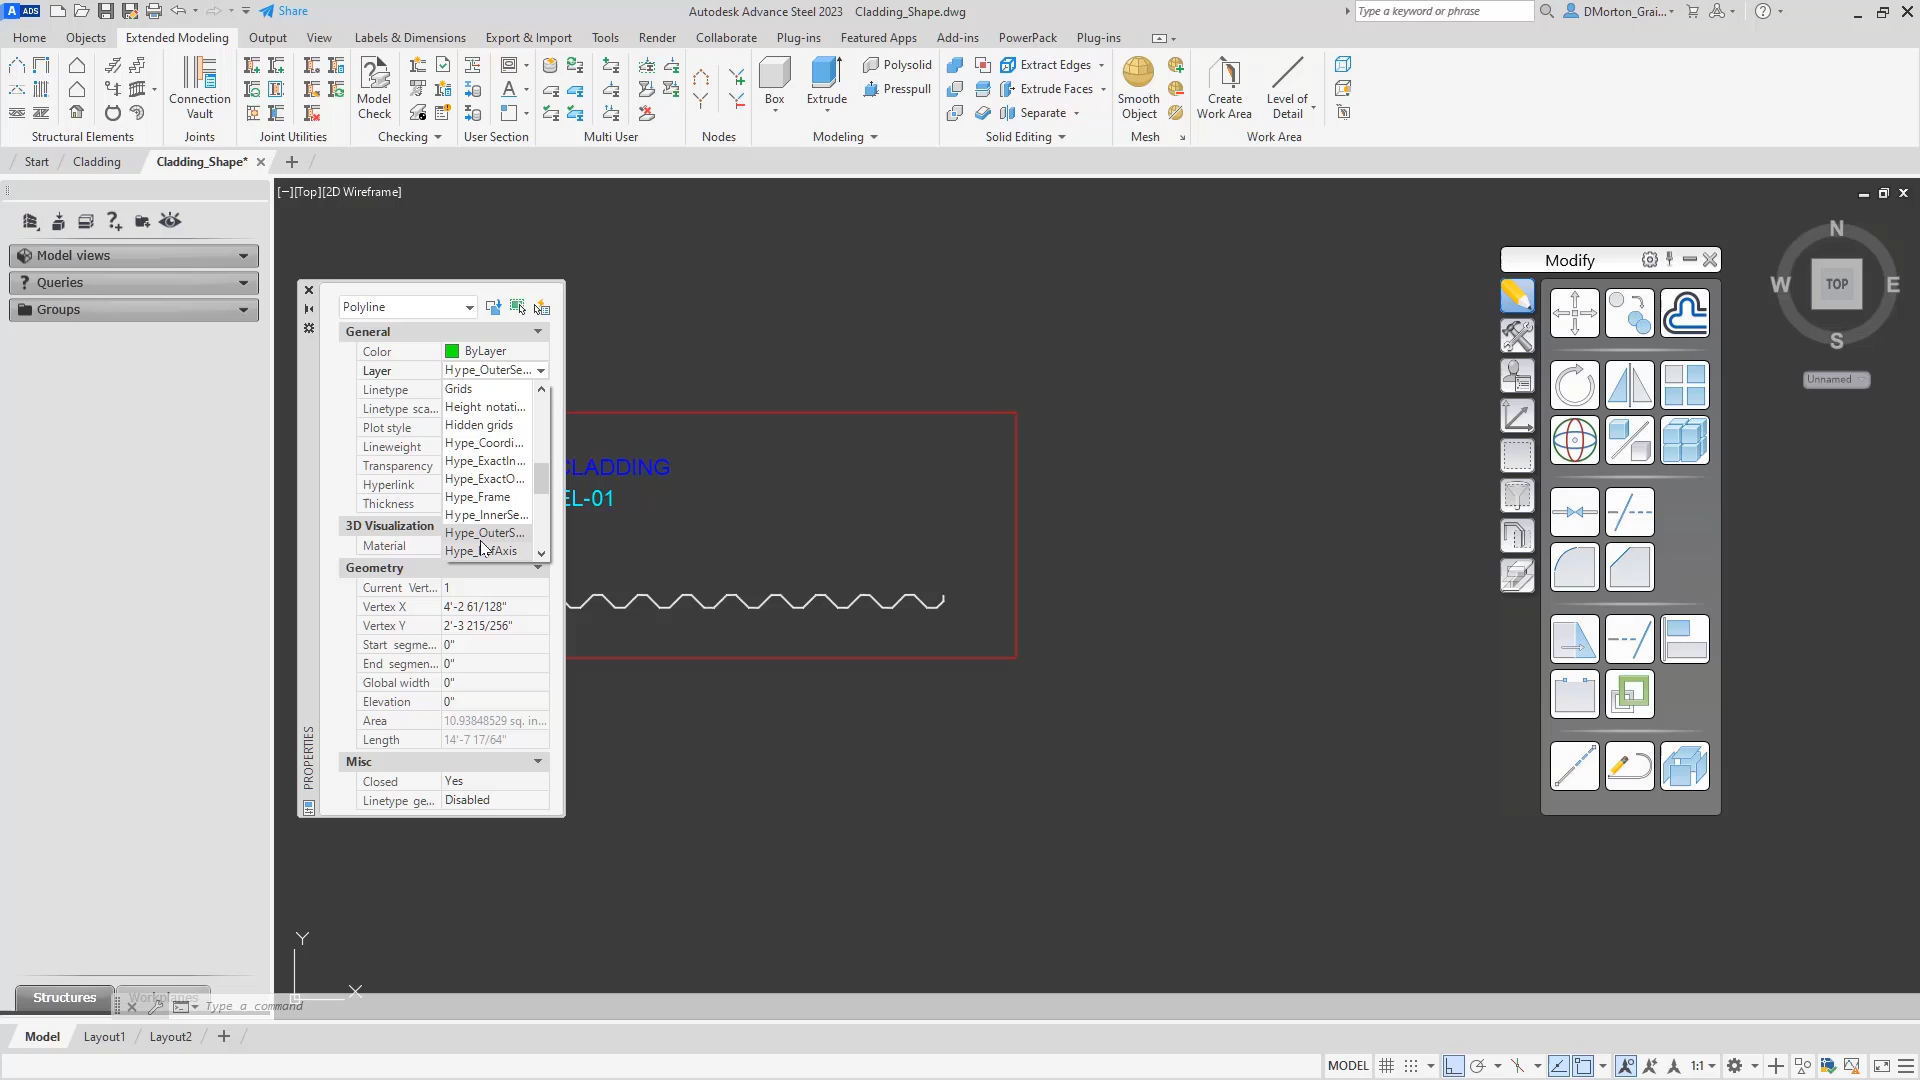 A ADS
Share
Autodesk Advance Steel 2023 Cladding_Shape.dwg
Type a keyword or phrase
DMorton_Grai...
Home Objects Extended Modeling Output View Labels & Dimensions Export & Import Tools Render Collaborate Plug-ins Featured Apps Add-ins PowerPack Plug-ins
Connection
Vault
Model
Check
Box
Extrude
Polysolid
Presspull
Extract Edges
Extrude Faces
Separate
Smooth
Object
Create
Work Area
Level of
Detail
Structural Elements Joints Joint Utilities Checking User Section Multi User Nodes Modeling Solid Editing Mesh Work Area
Start Cladding Cladding_Shape*
[−][Top][2D Wireframe]
Model views
Queries
Groups
Polyline
General
Color ByLayer
Layer Hype_OuterSe...
Linetype
Linetype sca...
Plot style
Lineweight
Transparency
Hyperlink
Thickness
Grids
Height notati...
Hidden grids
Hype_Coordi...
Hype_ExactIn...
Hype_ExactO...
Hype_Frame
Hype_InnerSe...
Hype_OuterS...
3D Visualization
Material
Geometry
Current Vert... 1
Vertex X 4'-2 61/128"
Vertex Y 2'-3 215/256"
Start segme... 0"
End segmen... 0"
Global width 0"
Elevation 0"
Area 10.93848529 sq. in...
Length 14'-7 17/64"
Misc
Closed Yes
Linetype ge... Disabled
PROPERTIES
CLADDING
EL-01
Modify
N
W TOP E
S
Unnamed
Y
X
Structures Workplanes
Type a command
Model Layout1 Layout2
MODEL
1:1